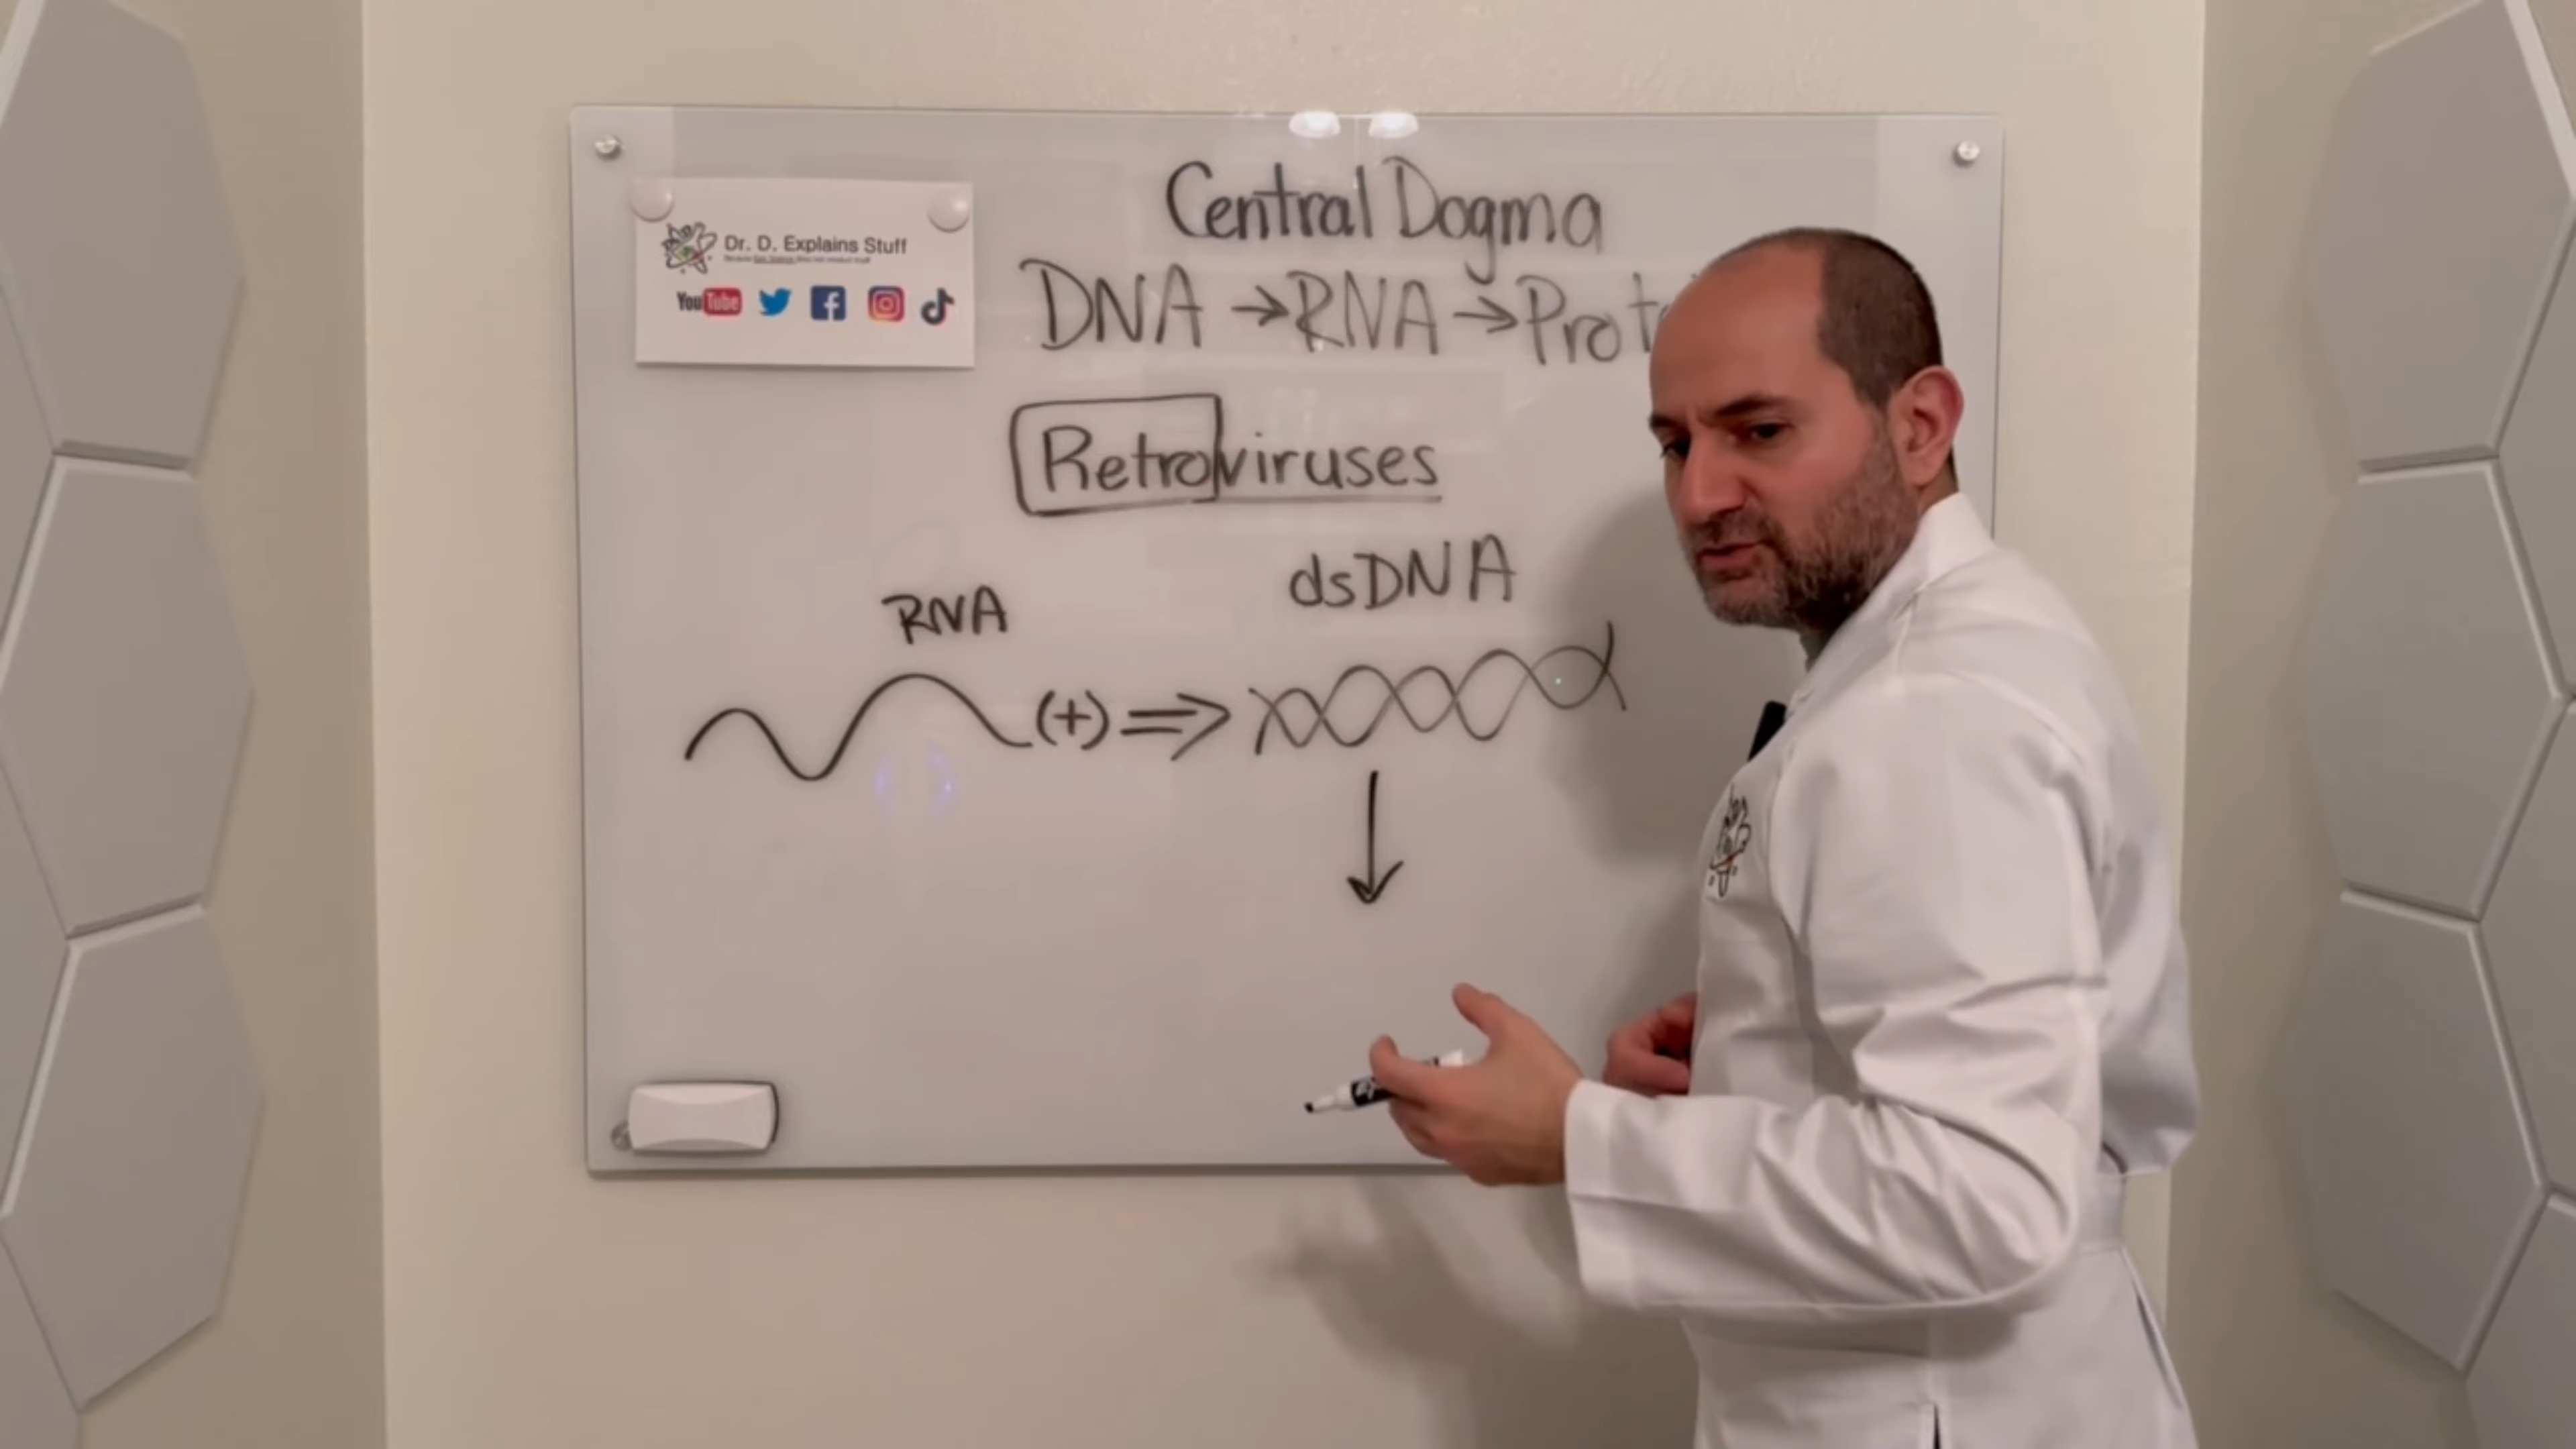 Central Dogma
Dr. D. Explains Stuff
YouTube
DNA → RNA → Prot
Retroviruses
dsDNA
RNA
(+) ⇒